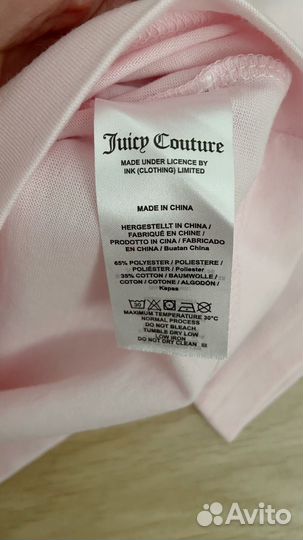 Juicy Couture
MADE UNDER LICENCE BY
INK (CLOTHING) LIMITED
MADE IN CHINA
HERGESTELLT IN CHINA /
FABRIQUÉ EN CHINE /
PRODOTTO IN CINA / FABRICADO
EN CHINA / Buatan China
65% POLYESTER / POLIESTERE /
POLIÉSTER / Polester
35% COTTON / BAUMWOLLE /
COTON / COTONE / ALGODÓN /
Kapas
30
MAXIMUM TEMPERATURE 30°C
NORMAL PROCESS
DO NOT BLEACH.
TUMBLE DRY LOW
LOW IRON
DO NOT DRY CLEAN
Avito